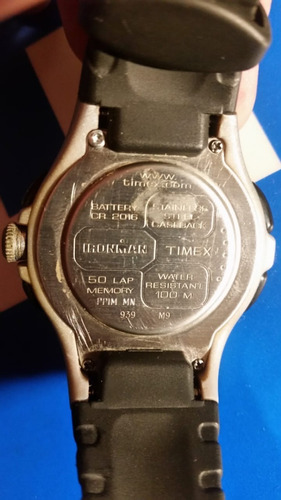 www.
timex.com
BATTERY
CR. 2016
STAINLESS
STEEL
CASEBACK
IRONMAN
TIMEX
50 LAP
MEMORY
WATER
RESISTANT
100 M
PPIM MN
939 M9